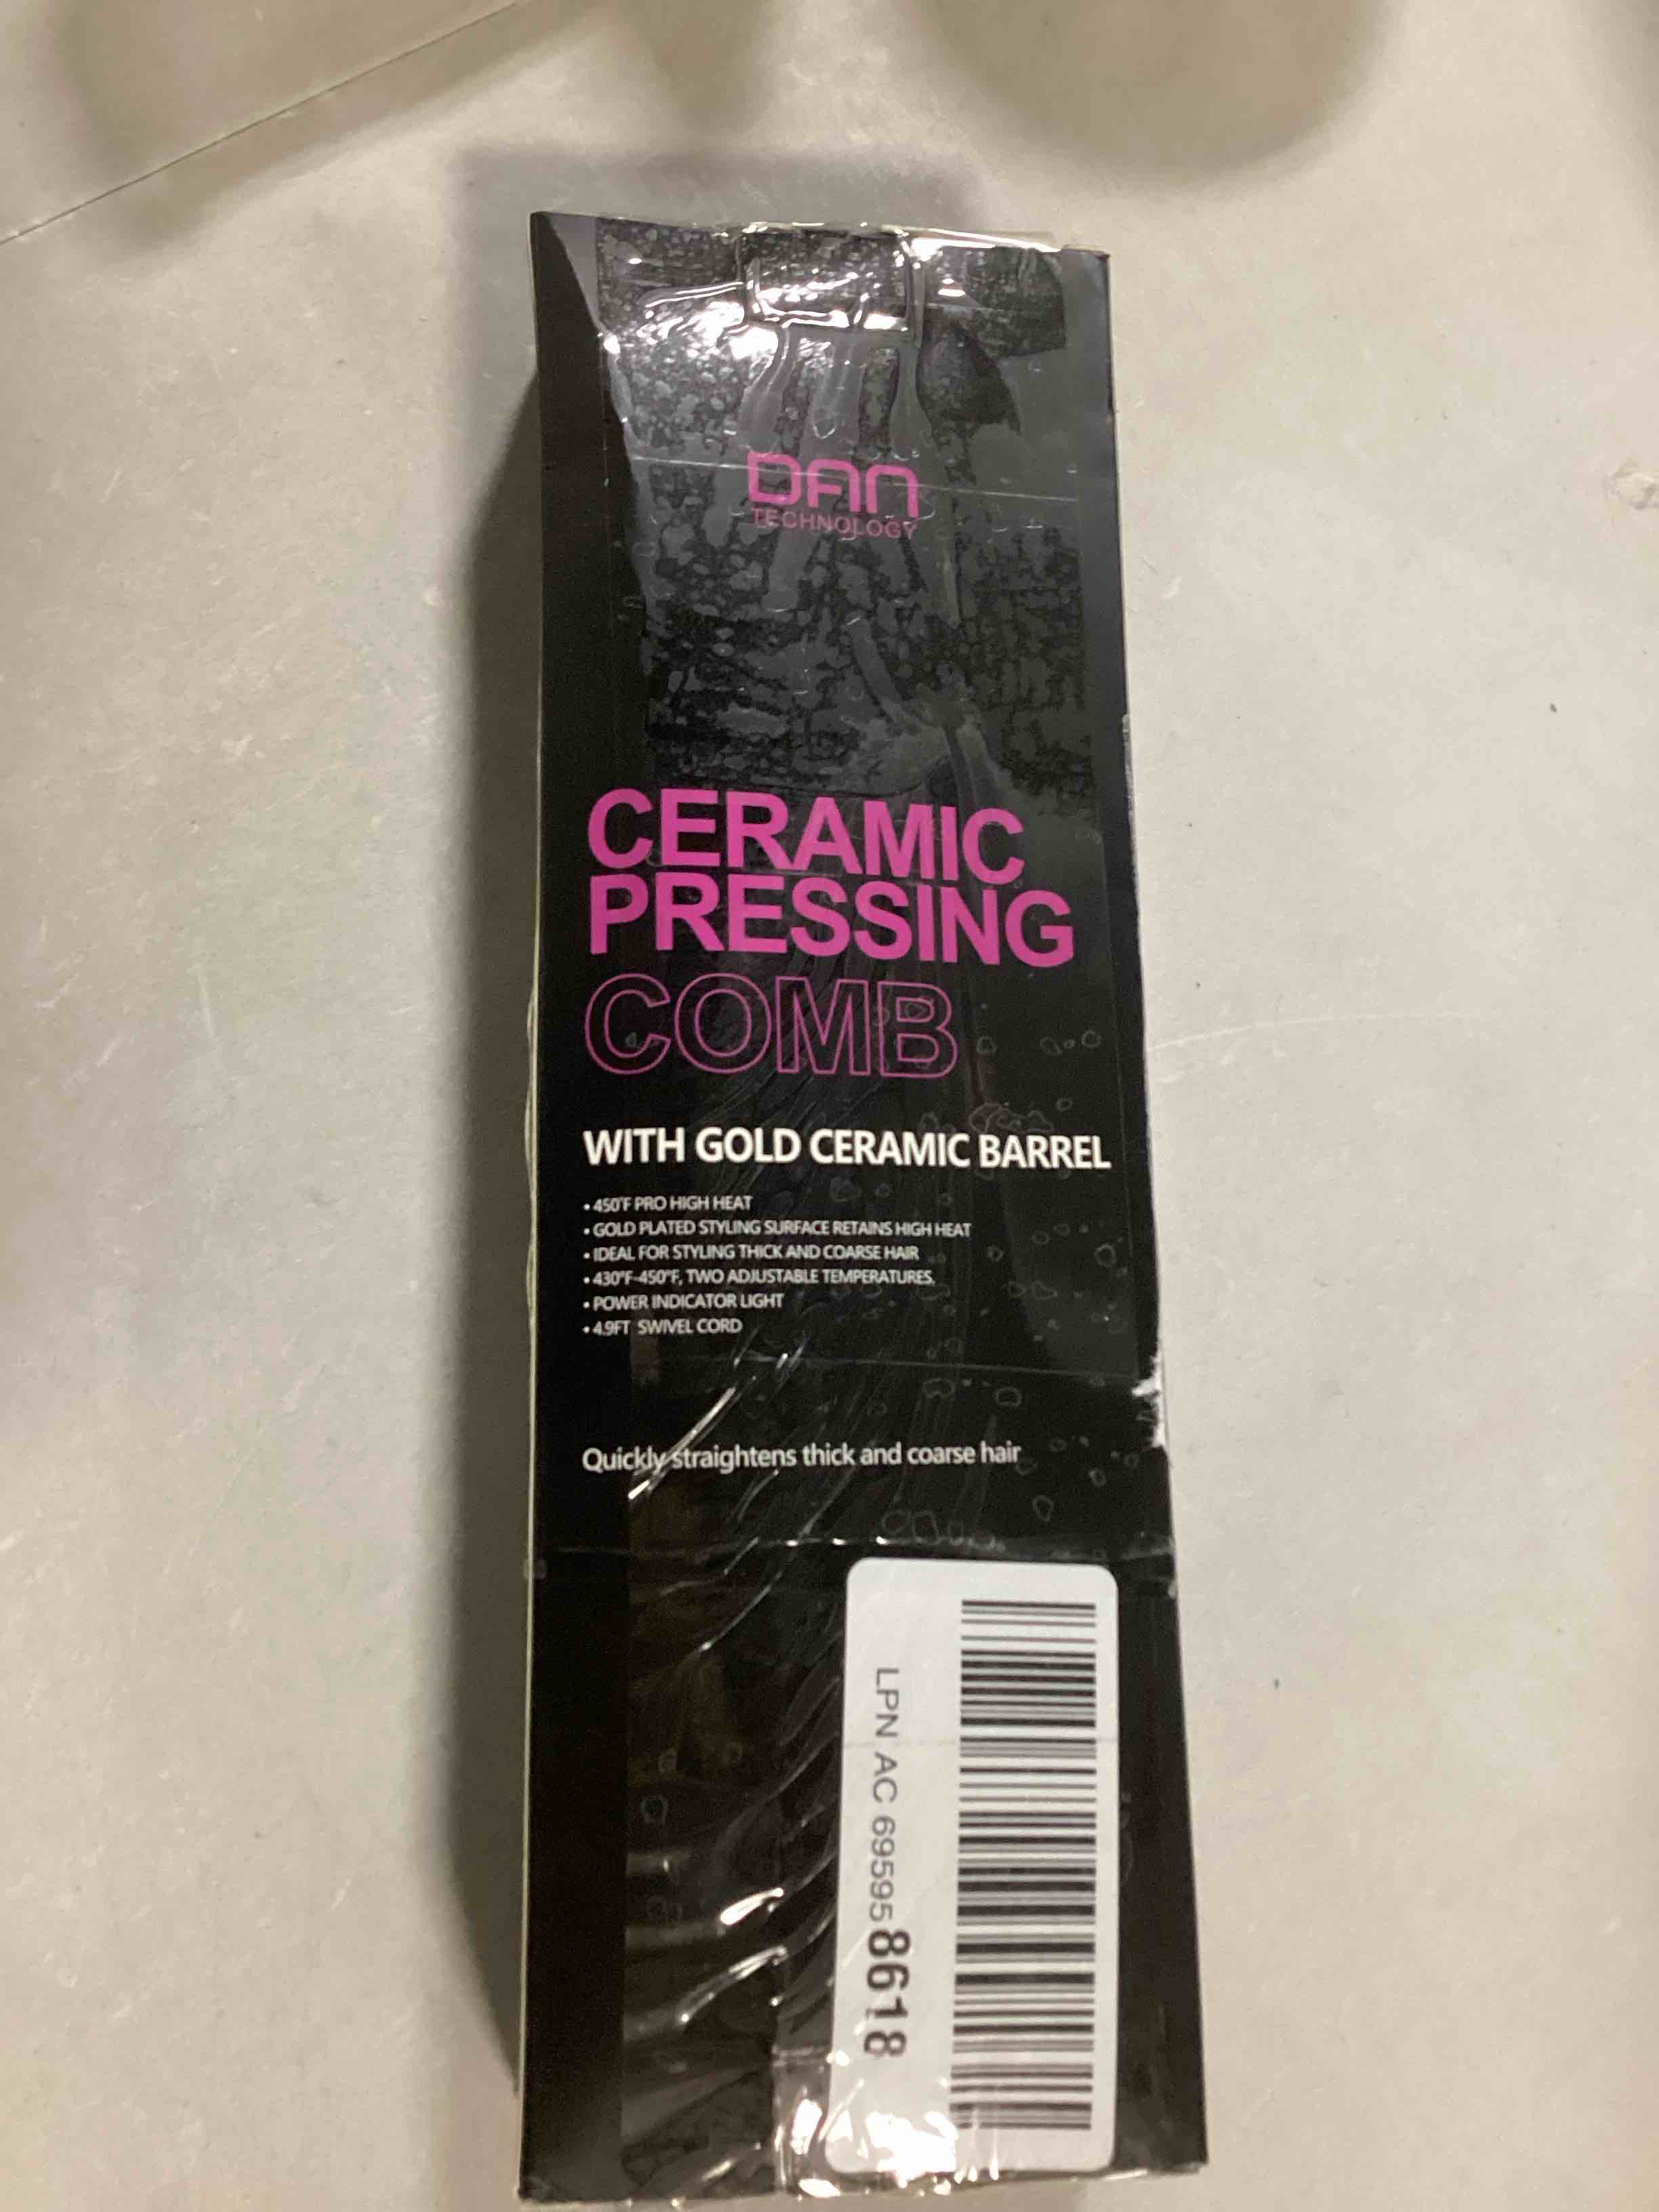 DAN
TECHNOLOGY
CERAMIC
PRESSING
COMB
WITH GOLD CERAMIC BARREL
• 450°F PRO HIGH HEAT
• GOLD PLATED STYLING SURFACE RETAINS HIGH HEAT
• IDEAL FOR STYLING THICK AND COARSE HAIR
• 430°F-450°F, TWO ADJUSTABLE TEMPERATURES
• POWER INDICATOR LIGHT
• 4.9FT SWIVEL CORD
Quickly straightens thick and coarse hair
LPN AC 695958618